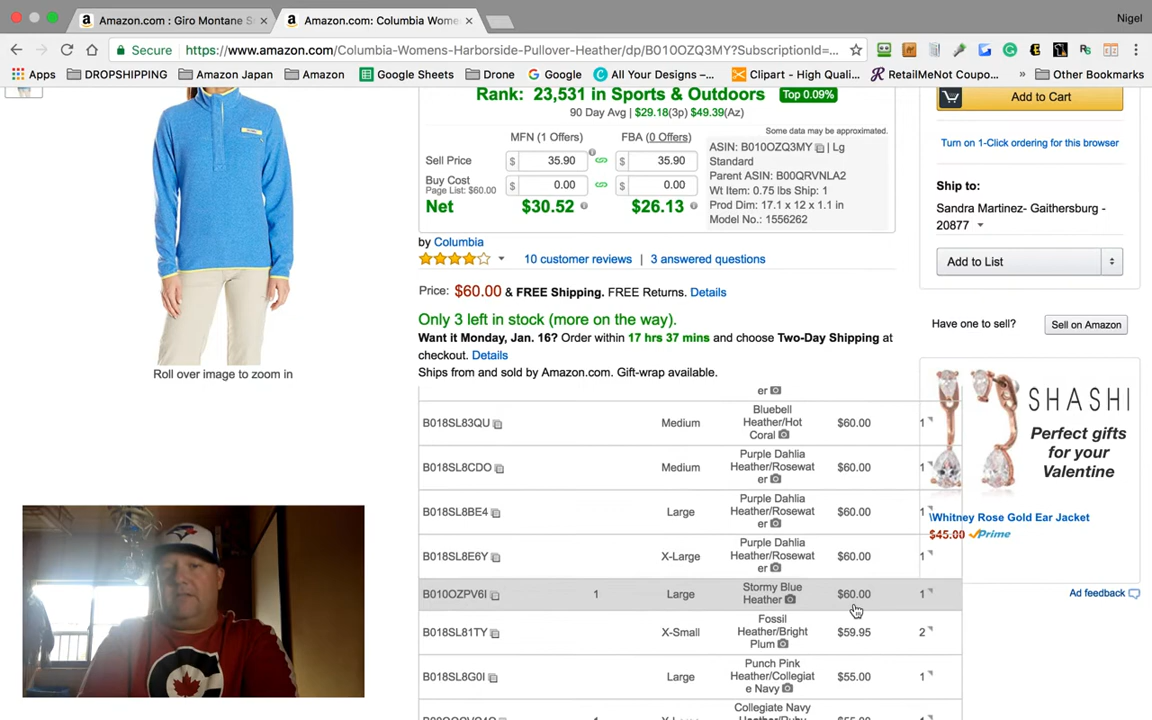 Amazon.com : Giro Montane S
Amazon.com: Columbia Wome
Nigel
Secure
https://www.amazon.com/Columbia-Womens-Harborside-Pullover-Heather/dp/B010OZQ3MY?SubscriptionId=...
Apps
DROPSHIPPING
Amazon Japan
Amazon
Google Sheets
Drone
Google
All Your Designs –...
Clipart - High Quali...
RetailMeNot Coupo...
»
Other Bookmarks
Rank: 23,531 in Sports & Outdoors Top 0.09%
90 Day Avg | $29.18(3p) $49.39(Az)
Some data may be approximated.
MFN (1 Offers) FBA (0 Offers)
Sell Price $ 35.90 $ 35.90
Buy Cost $ 0.00 $ 0.00
Page List: $60.00
Net $30.52 $26.13
ASIN: B010OZQ3MY | Lg
Standard
Parent ASIN: B00QRVNLA2
Wt Item: 0.75 lbs Ship: 1
Prod Dim: 17.1 x 12 x 1.1 in
Model No.: 1556262
by Columbia
10 customer reviews | 3 answered questions
Price: $60.00 & FREE Shipping. FREE Returns. Details
Only 3 left in stock (more on the way).
Want it Monday, Jan. 16? Order within 17 hrs 37 mins and choose Two-Day Shipping at
checkout. Details
Ships from and sold by Amazon.com. Gift-wrap available.
er
B018SL83QU Medium Bluebell Heather/Hot Coral $60.00 1
B018SL8CDO Medium Purple Dahlia Heather/Rosewat er $60.00 1
B018SL8BE4 Large Purple Dahlia Heather/Rosewat er $60.00 1
B018SL8E6Y X-Large Purple Dahlia Heather/Rosewat er $60.00 1
B010OZPV6I 1 Large Stormy Blue Heather $60.00 1
B018SL81TY X-Small Fossil Heather/Bright Plum $59.95 2
B018SL8G0I Large Punch Pink Heather/Collegiat e Navy $55.00 1
Collegiate Navy
Roll over image to zoom in
Add to Cart
Turn on 1-Click ordering for this browser
Ship to:
Sandra Martinez- Gaithersburg -
20877
Add to List
Have one to sell? Sell on Amazon
SHASHI
Perfect gifts
for your
Valentine
Whitney Rose Gold Ear Jacket
$45.00 Prime
Ad feedback